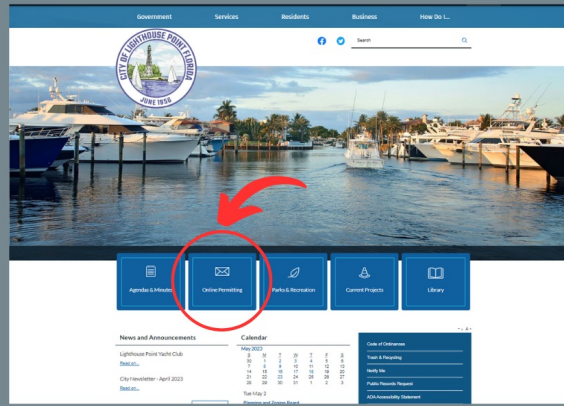 Government Services Residents Business How Do I...
CITY OF LIGHTHOUSE POINT FLORIDA
JUNE 1956
Search
Agendas & Minutes
Online Permitting
Parks & Recreation
Current Projects
Library
News and Announcements
Lighthouse Point Yacht Club
Read on...
City Newsletter - April 2023
Read on...
Calendar
May 2023
S M T W T F S
30 1 2 3 4 5 6
7 8 9 10 11 12 13
14 15 16 17 18 19 20
21 22 23 24 25 26 27
28 29 30 31 1 2 3
Tue May 2
Planning and Zoning Board
Code of Ordinances
Trash & Recycling
Notify Me
Public Records Request
ADA Accessibility Statement